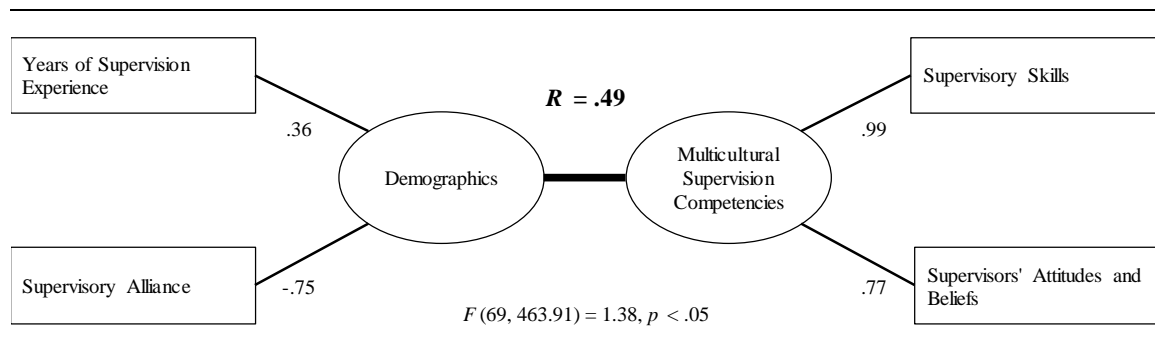 Years of Supervision
Experience
Supervisory Skills
R = .49
.36
.99
Demographics
Multicultural
Supervision
Competencies
Supervisory Alliance
-.75
.77
Supervisors' Attitudes and
Beliefs
F (69, 463.91) = 1.38, p < .05